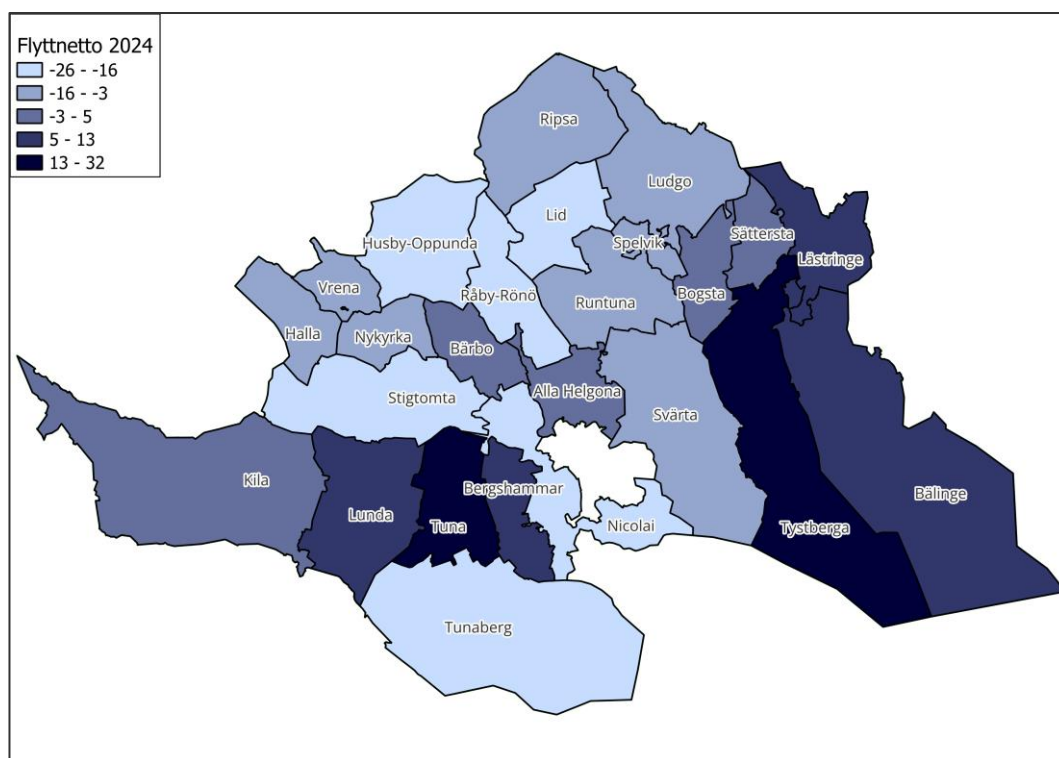 Flyttnetto 2024
-26 - -16
-16 - -3
-3 - 5
5 - 13
13 - 32
Ripsa
Ludgo
Lid
Husby-Oppunda
Spelvik
Sättersta
Lästringe
Vrena
Råby-Rönö
Runtuna
Bogsta
Halla
Nykyrka
Bärbo
Stigtomta
Alla Helgona
Svärta
Kila
Bergshammar
Bälinge
Lunda
Tuna
Nicolai
Tystberga
Tunaberg